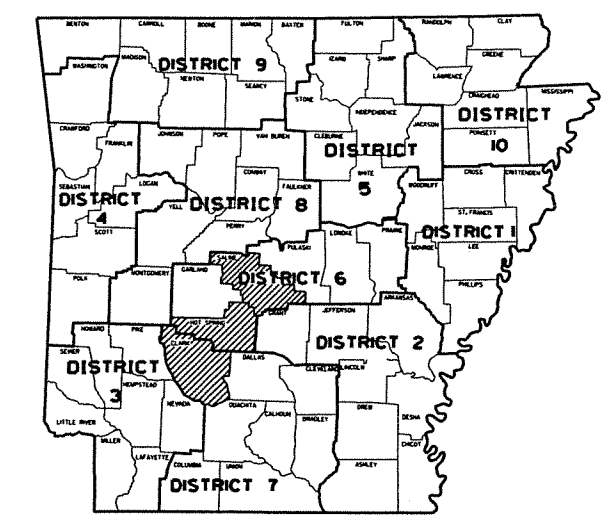 BENTON CARROLL BOONE MARION BAXTER FULTON RANDOLPH CLAY
MADISON DISTRICT 9 IZARD SHARP GREENE
WASHINGTON NEWTON SEARCY LAWRENCE
STONE CRAIGHEAD MISSISSIPPI
INDEPENDENCE DISTRICT
CRAWFORD JOHNSON POPE VAN BUREN CLEBURNE JACKSON POINSETT 10
FRANKLIN DISTRICT
CONWAY WHITE CROSS CRITTENDEN
SEBASTIAN LOGAN FAULKNER 5 WOODRUFF
DISTRICT DISTRICT 8
4 YELL ST. FRANCIS
SCOTT PERRY LONOKE PRAIRIE DISTRICT 1
PULASKI MONROE LEE
SALINE
POLK MONTGOMERY GARLAND DISTRICT 6 PHILLIPS
ARKANSAS
GRANT JEFFERSON
HOT SPRING
HOWARD PIKE CLARK DISTRICT 2
SEVIER DALLAS
DISTRICT CLEVELAND LINCOLN
3 HEMPSTEAD
NEVADA OUACHITA CALHOUN DREW DESHA
LITTLE RIVER BRADLEY
MILLER CHICOT
LAFAYETTE COLUMBIA UNION ASHLEY
DISTRICT 7